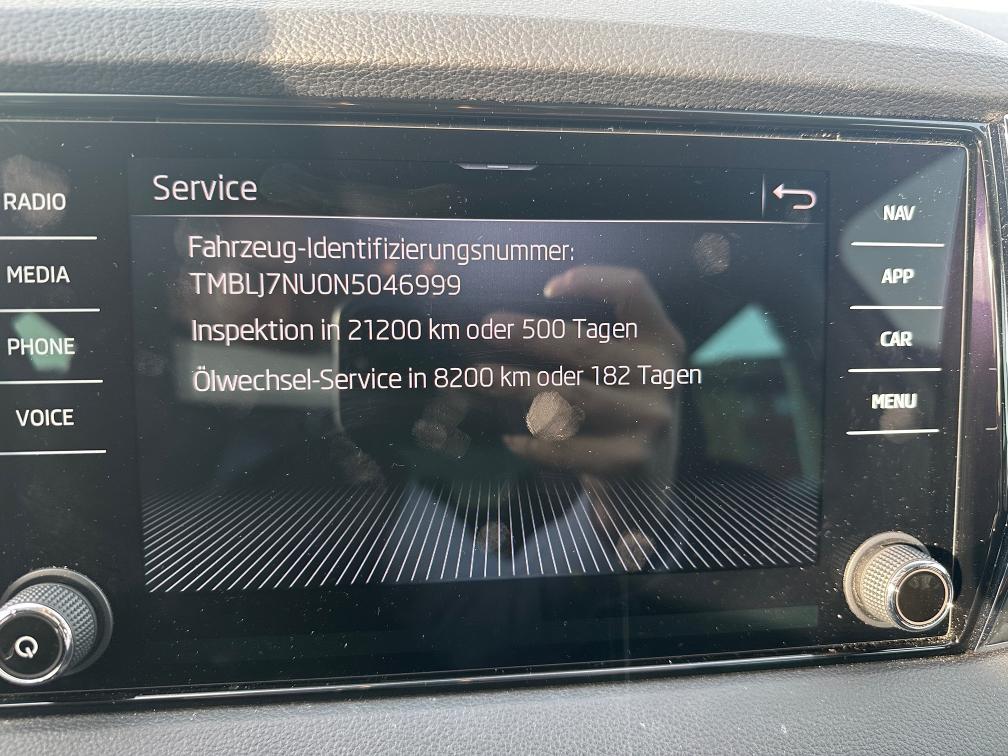 Service
RADIO
MEDIA
PHONE
VOICE
Fahrzeug-Identifizierungsnummer:
TMBLJ7NU0N5046999
Inspektion in 21200 km oder 500 Tagen
Ölwechsel-Service in 8200 km oder 182 Tagen
NAV
APP
CAR
MENU